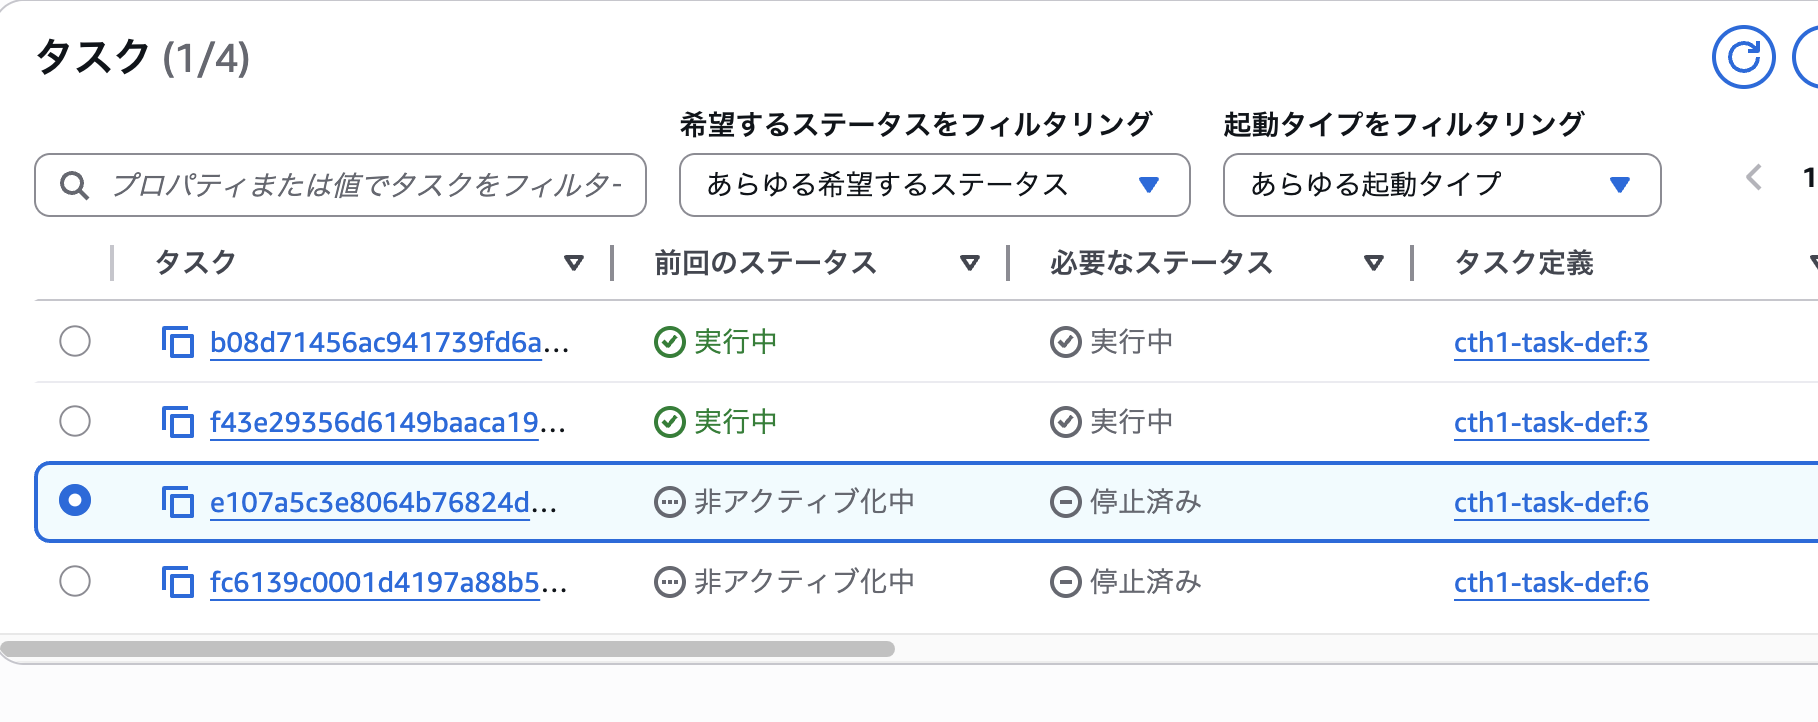 タスク (1/4)
希望するステータスをフィルタリング
起動タイプをフィルタリング
プロパティまたは値でタスクをフィルター
あらゆる希望するステータス
あらゆる起動タイプ
1
タスク 前回のステータス 必要なステータス タスク定義
b08d71456ac941739fd6a... 実行中 実行中 cth1-task-def:3
f43e29356d6149baaca19... 実行中 実行中 cth1-task-def:3
e107a5c3e8064b76824d... 非アクティブ化中 停止済み cth1-task-def:6
fc6139c0001d4197a88b5... 非アクティブ化中 停止済み cth1-task-def:6